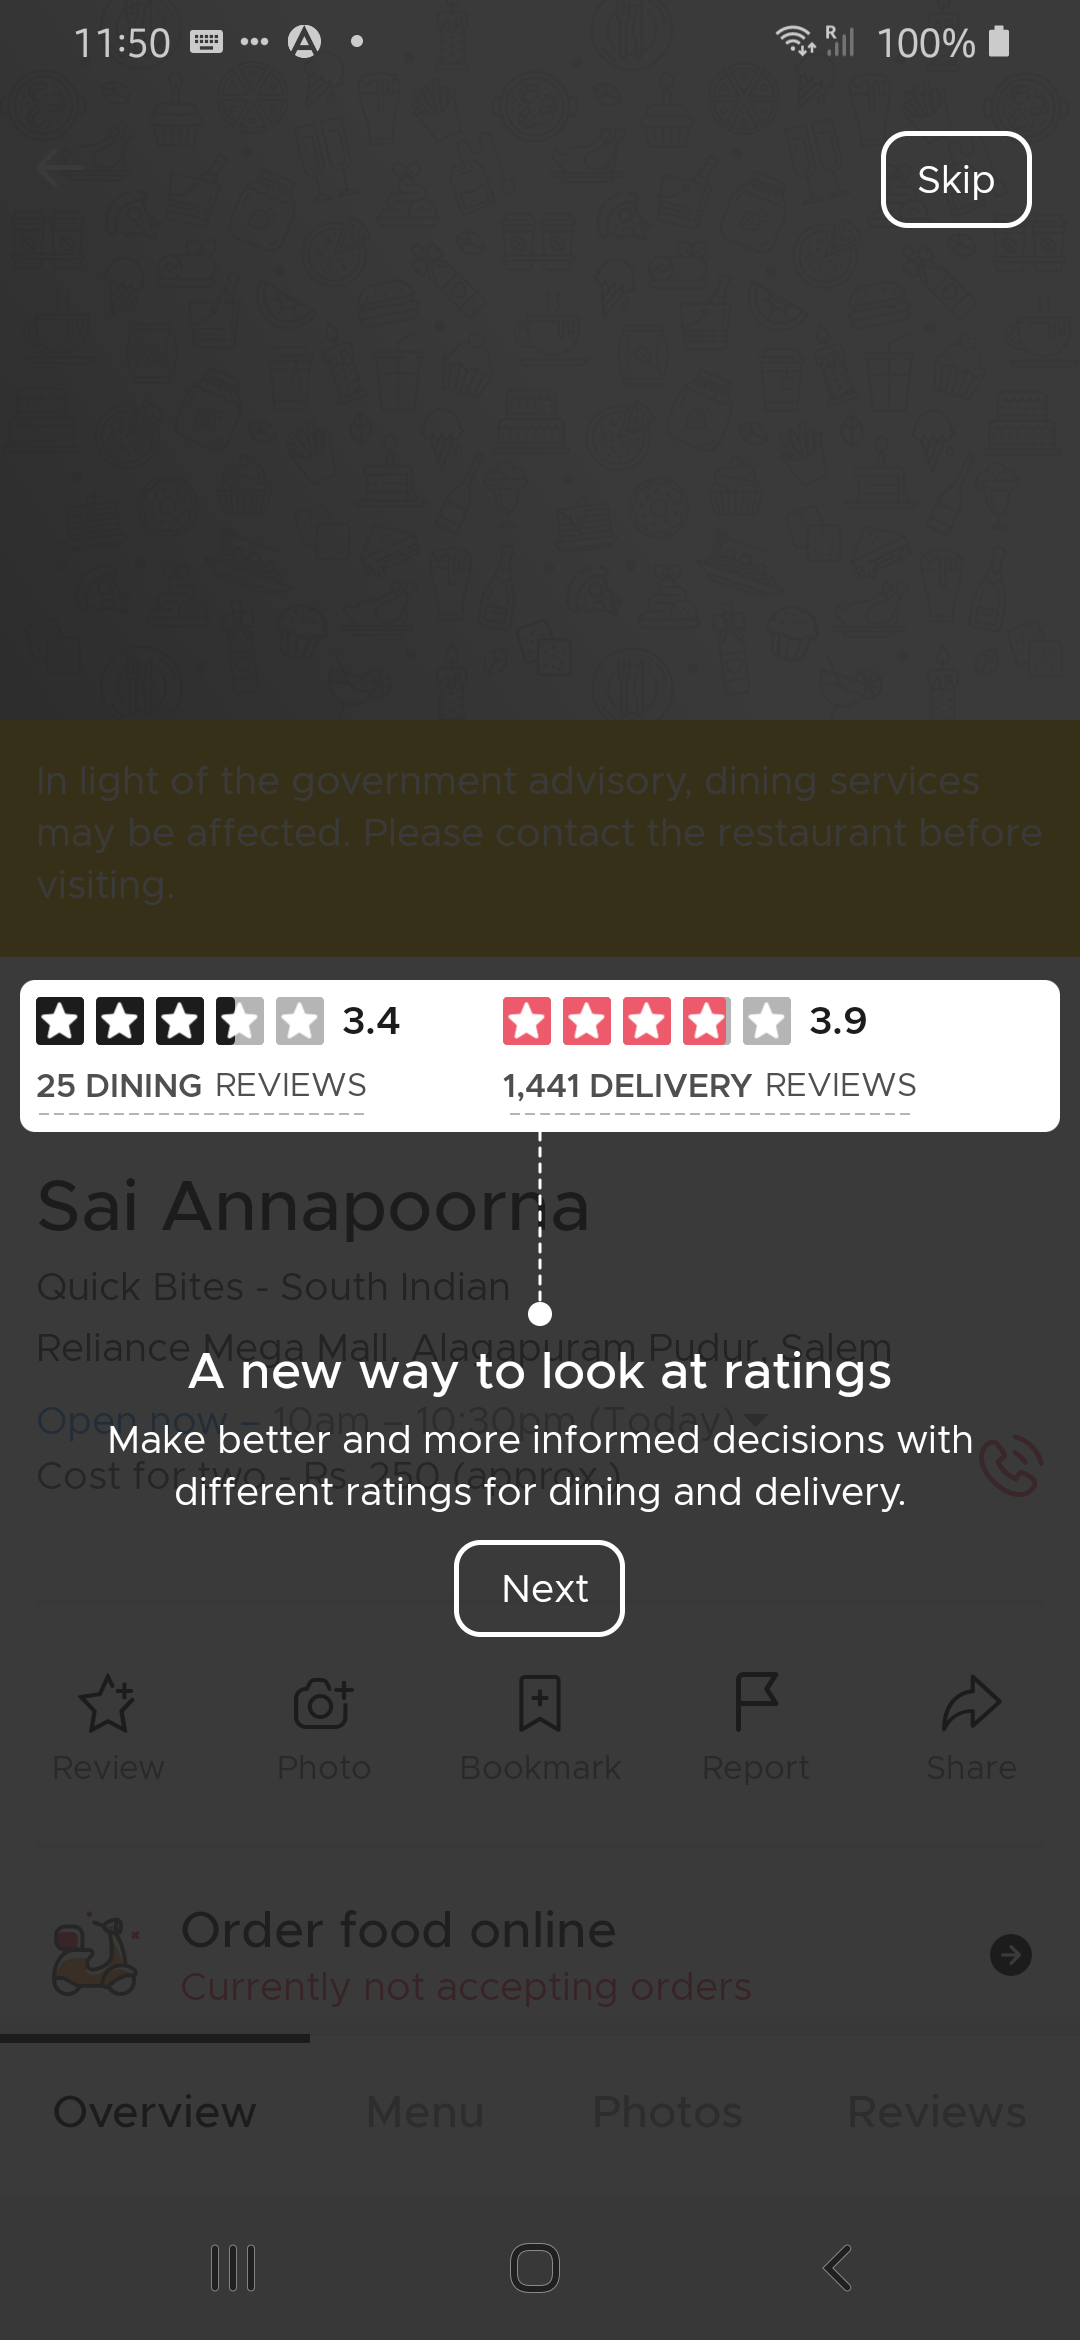 11:50
R
100%
Skip
In light of the government advisory, dining services
may be affected. Please contact the restaurant before
visiting.
3.4
3.9
25 DINING REVIEWS
1,441 DELIVERY REVIEWS
Sai Annapoorna
Quick Bites - South Indian
Reliance Mega Mall, Alagapuram Pudur, Salem
A new way to look at ratings
Open now – 10am – 10:30pm (Today)
Make better and more informed decisions with
Cost for two - Rs. 250 (approx.)
different ratings for dining and delivery.
Next
Review
Photo
Bookmark
Report
Share
Order food online
Currently not accepting orders
Overview
Menu
Photos
Reviews